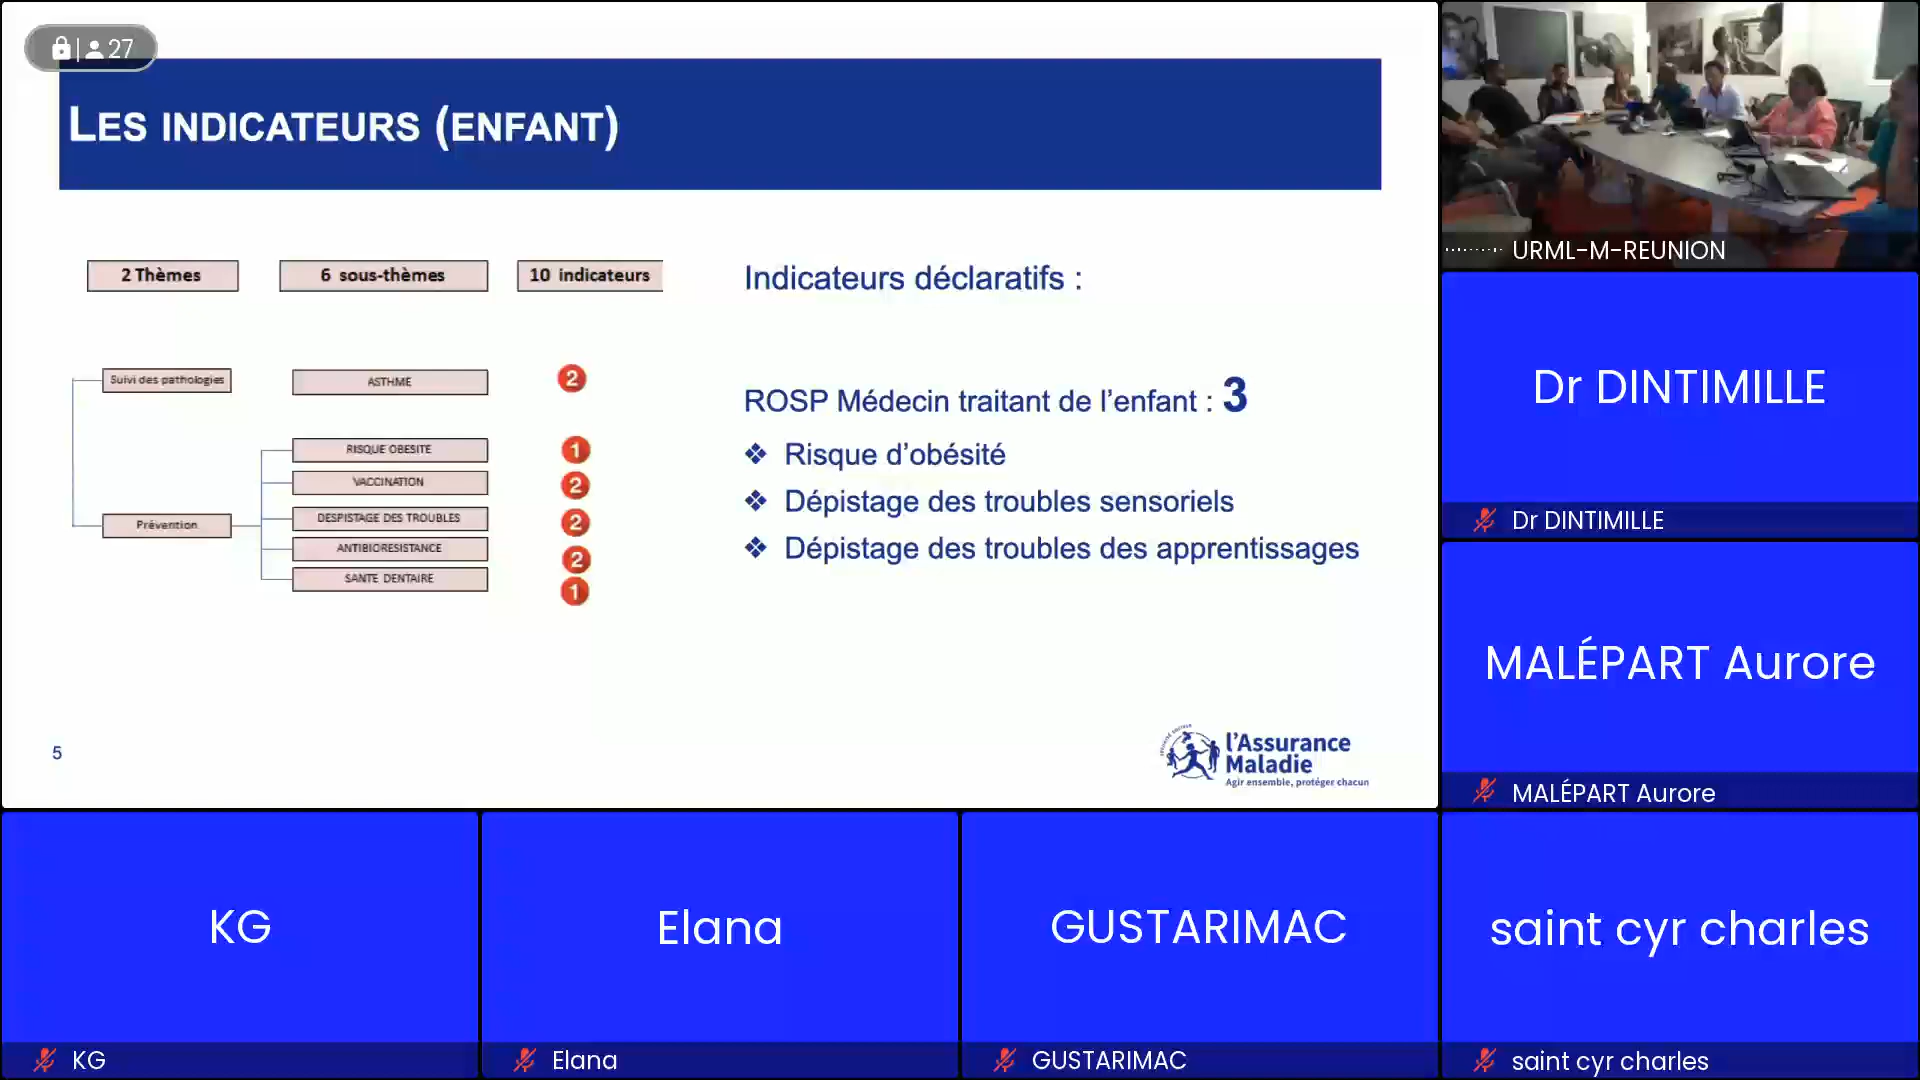 27
LES INDICATEURS (ENFANT)
2 Thèmes
6 sous-thèmes
10 indicateurs
Suivi des pathologies
ASTHME
2
Prévention
RISQUE OBESITE
1
VACCINATION
2
DESPISTAGE DES TROUBLES
2
ANTIBIORESISTANCE
2
SANTE DENTAIRE
1
Indicateurs déclaratifs :
ROSP Médecin traitant de l'enfant : 3
❖ Risque d'obésité
❖ Dépistage des troubles sensoriels
❖ Dépistage des troubles des apprentissages
5
l'Assurance
Maladie
Agir ensemble, protéger chacun
URML-M-REUNION
Dr DINTIMILLE
Dr DINTIMILLE
MALÉPART Aurore
MALÉPART Aurore
KG
KG
Elana
Elana
GUSTARIMAC
GUSTARIMAC
saint cyr charles
saint cyr charles